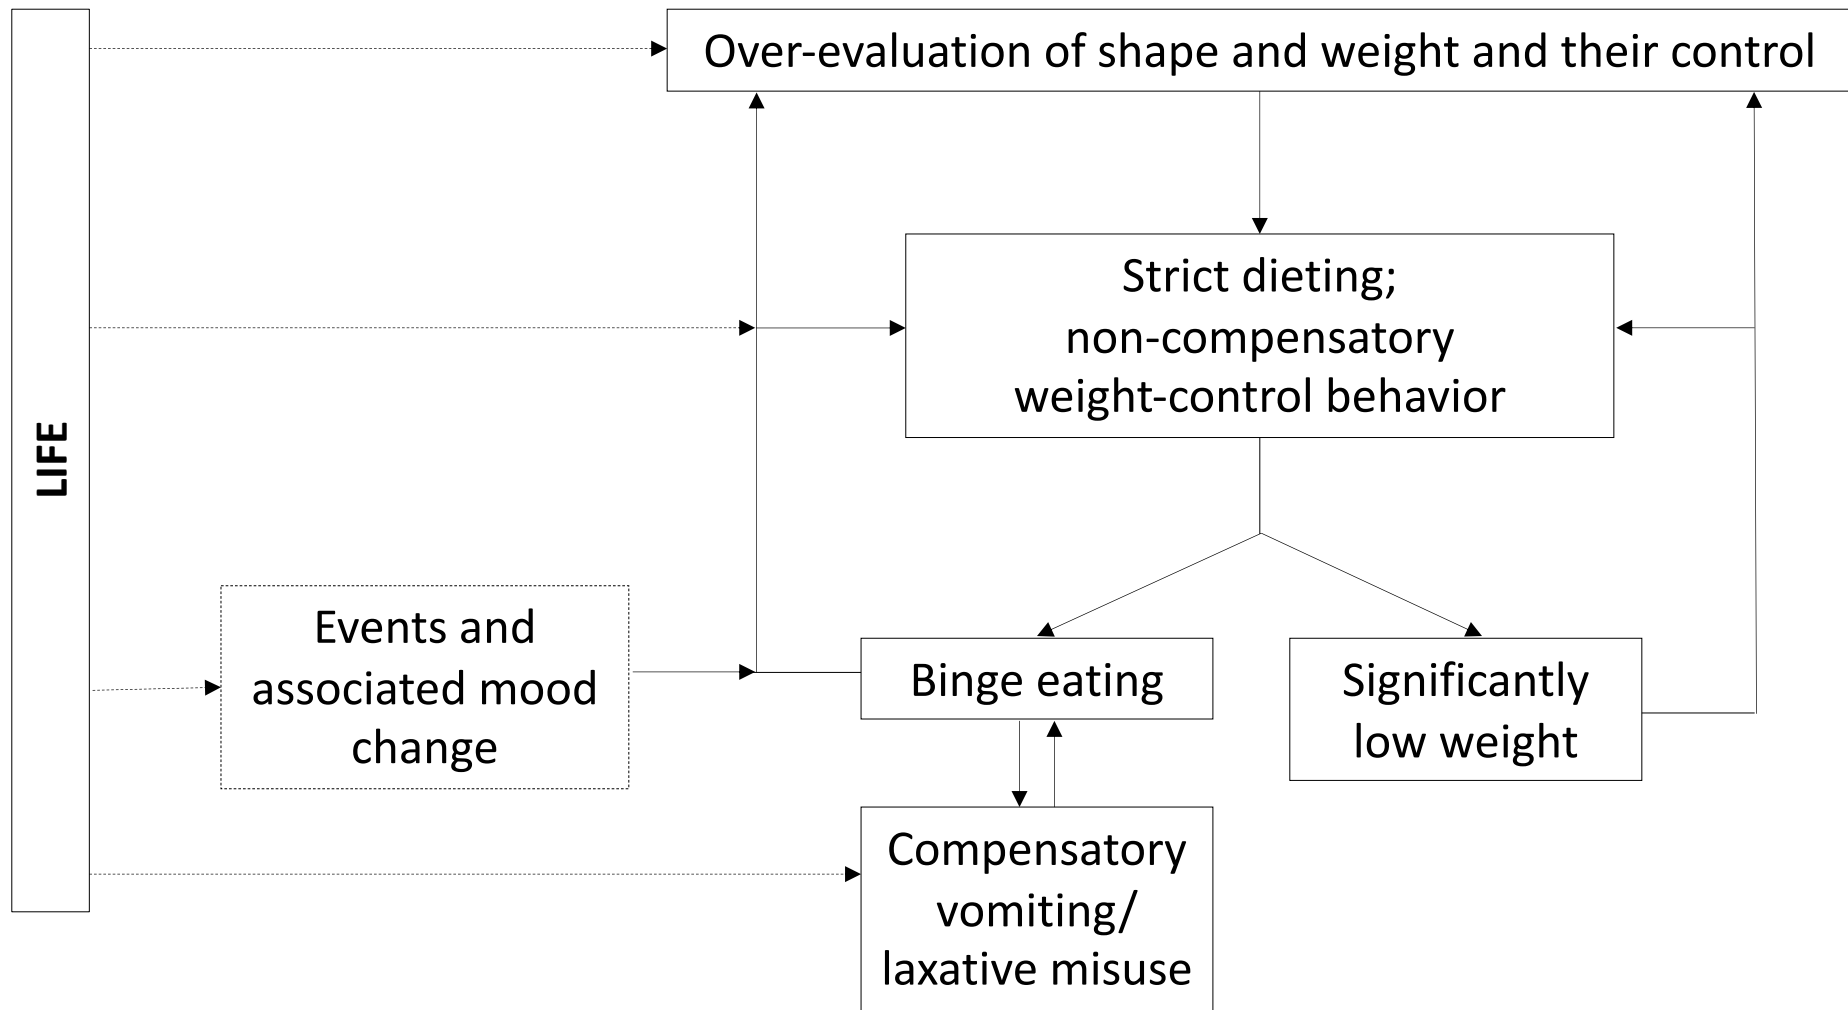 Over-evaluation of shape and weight and their control
LIFE
Strict dieting;
non-compensatory
weight-control behavior
Events and
associated mood
change
Binge eating
Significantly
low weight
Compensatory
vomiting/
laxative misuse